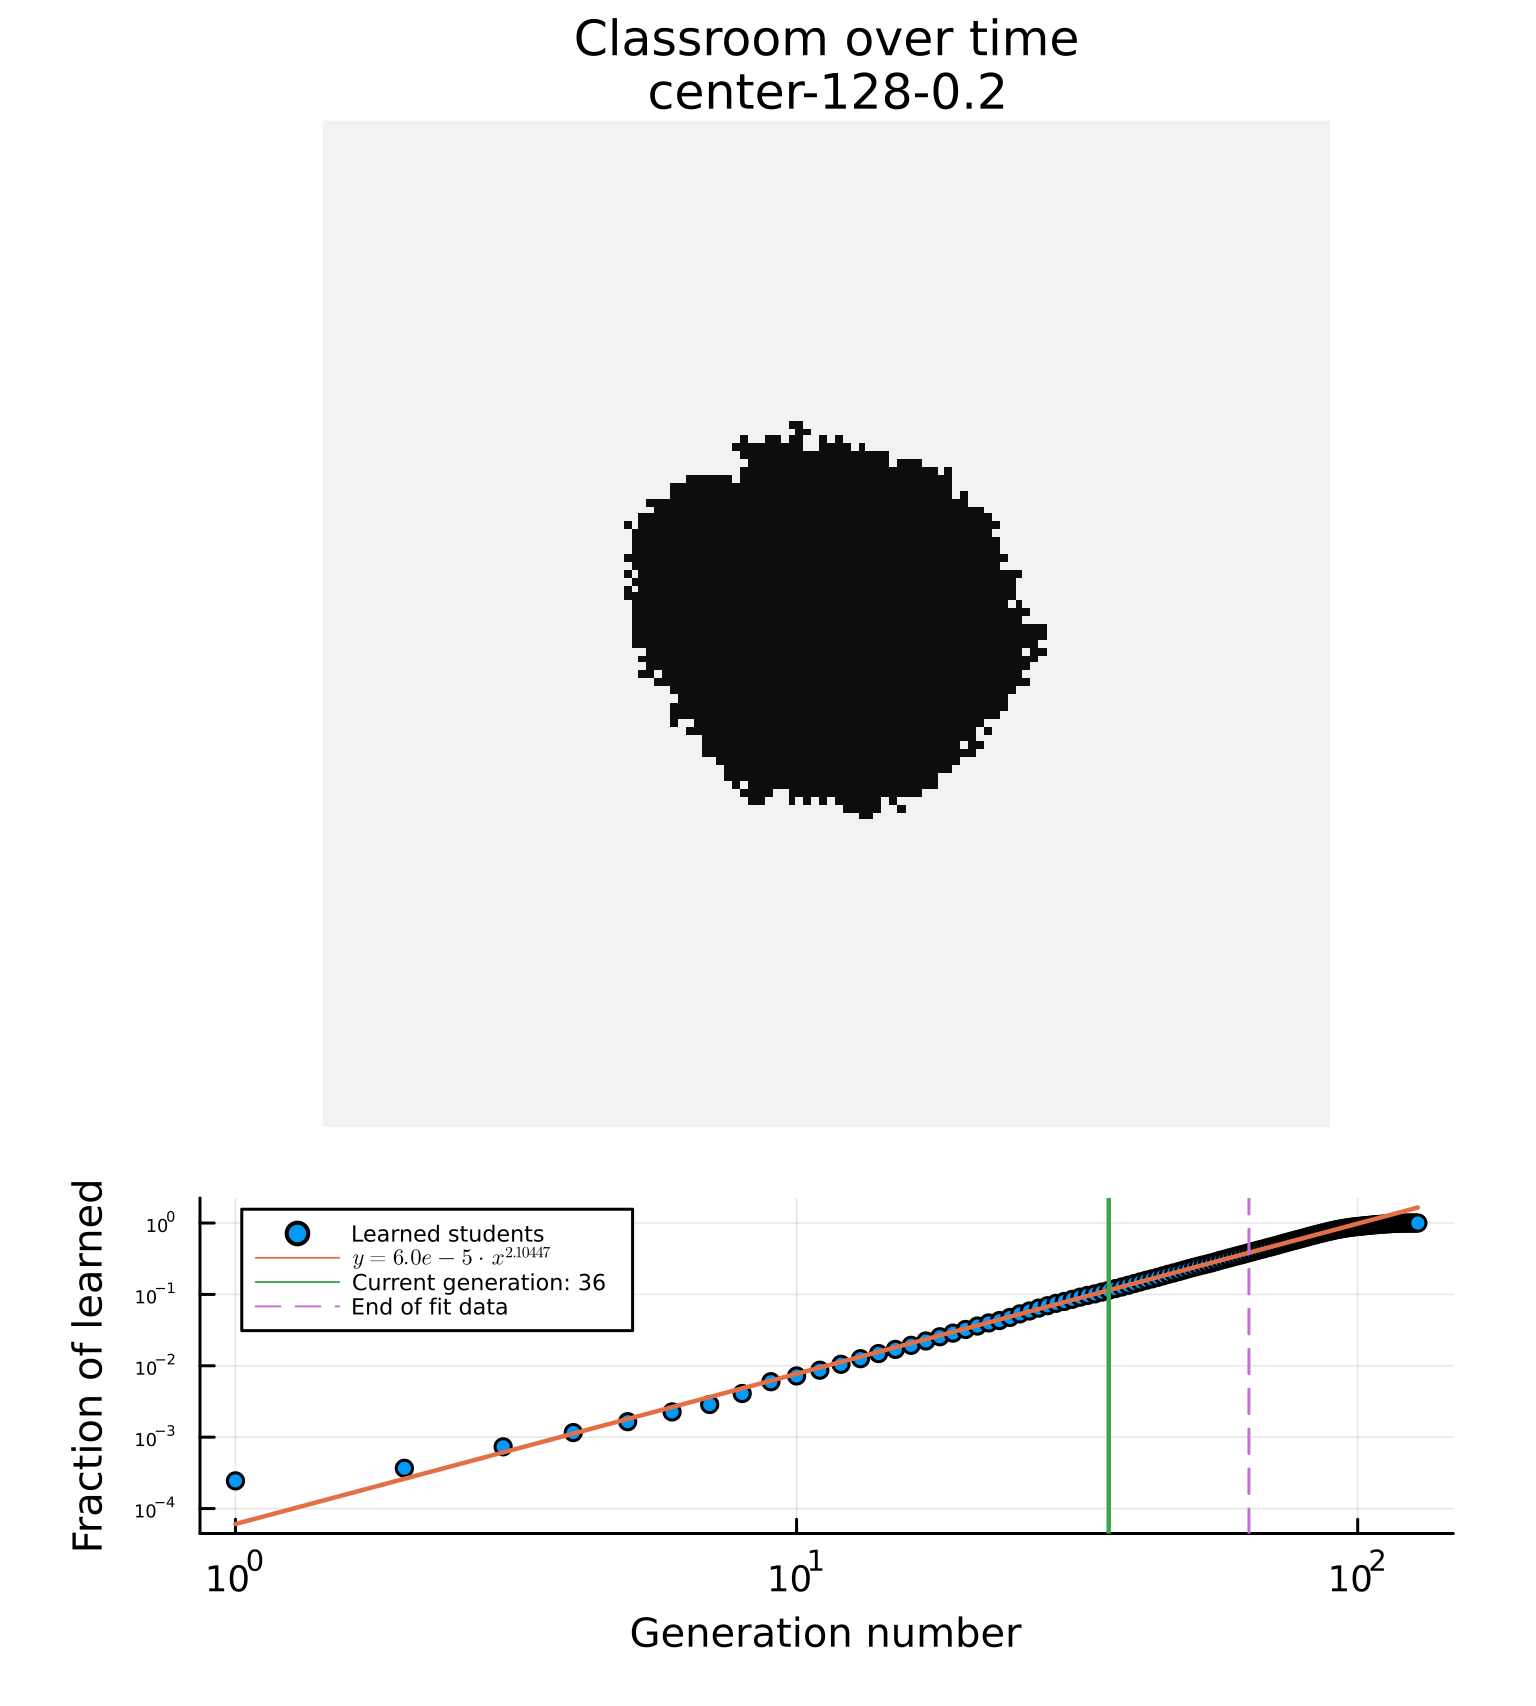 Classroom over time
center-128-0.2
Fraction of learned
10^0
10^-1
10^-2
10^-3
10^-4
Learned students
y = 6.0e − 5 · x^2.10447
Current generation: 36
End of fit data
10^0 10^1 10^2
Generation number